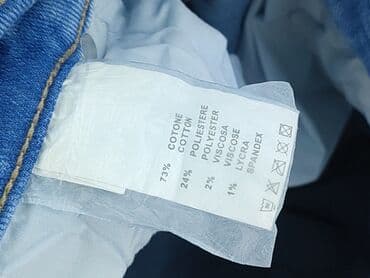 73% COTONE
COTTON
24% POLIESTERE
POLYESTER
2% VISCOSA
VISCOSE
1% LYCRA
SPANDEX